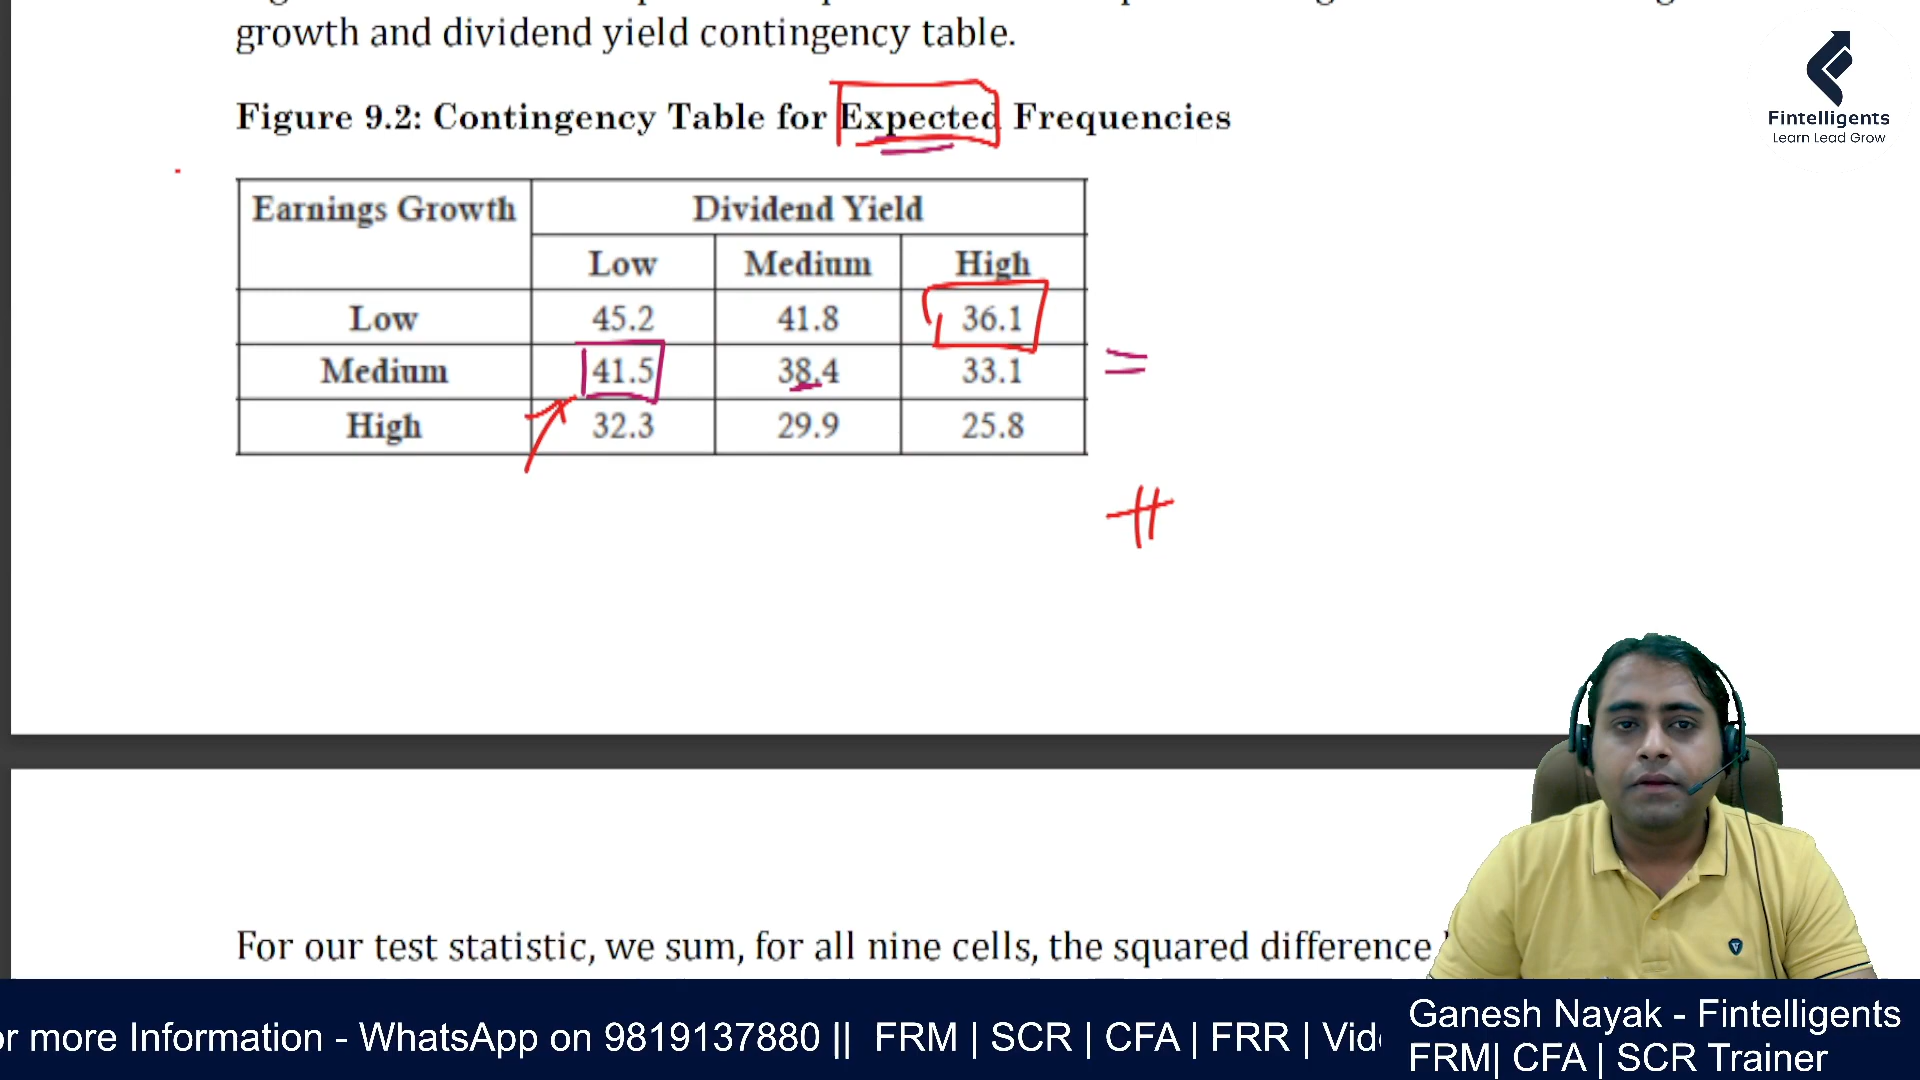 growth and dividend yield contingency table.
Fintelligents
Learn Lead Grow
Figure 9.2: Contingency Table for Expected Frequencies
Earnings Growth Dividend Yield
Low Medium High
Low 45.2 41.8 36.1
Medium 41.5 38.4 33.1
High 32.3 29.9 25.8
For our test statistic, we sum, for all nine cells, the squared difference
more Information - WhatsApp on 9819137880 || FRM | SCR | CFA | FRR |
Ganesh Nayak - Fintelligents
FRM| CFA | SCR Trainer